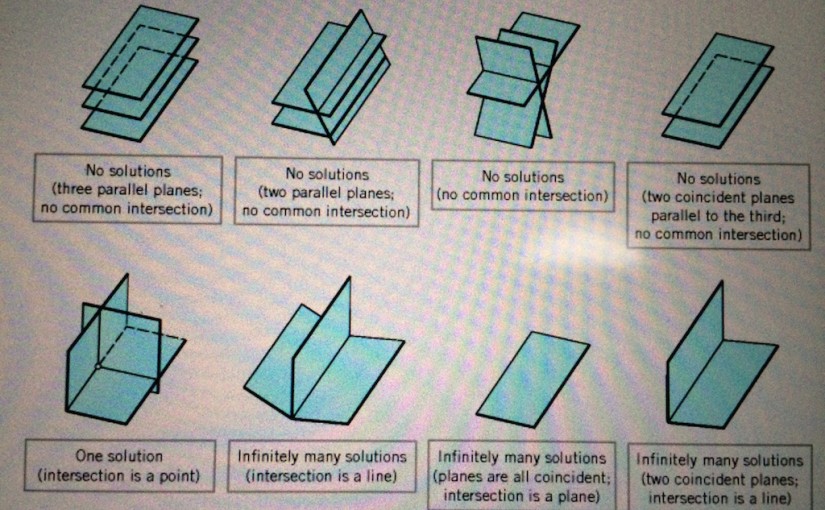 No solutions
(three parallel planes;
no common intersection)
No solutions
(two parallel planes;
no common intersection)
No solutions
(no common intersection)
No solutions
(two coincident planes
parallel to the third;
no common intersection)
One solution
(intersection is a point)
Infinitely many solutions
(intersection is a line)
Infinitely many solutions
(planes are all coincident;
intersection is a plane)
Infinitely many solutions
(two coincident planes;
intersection is a line)